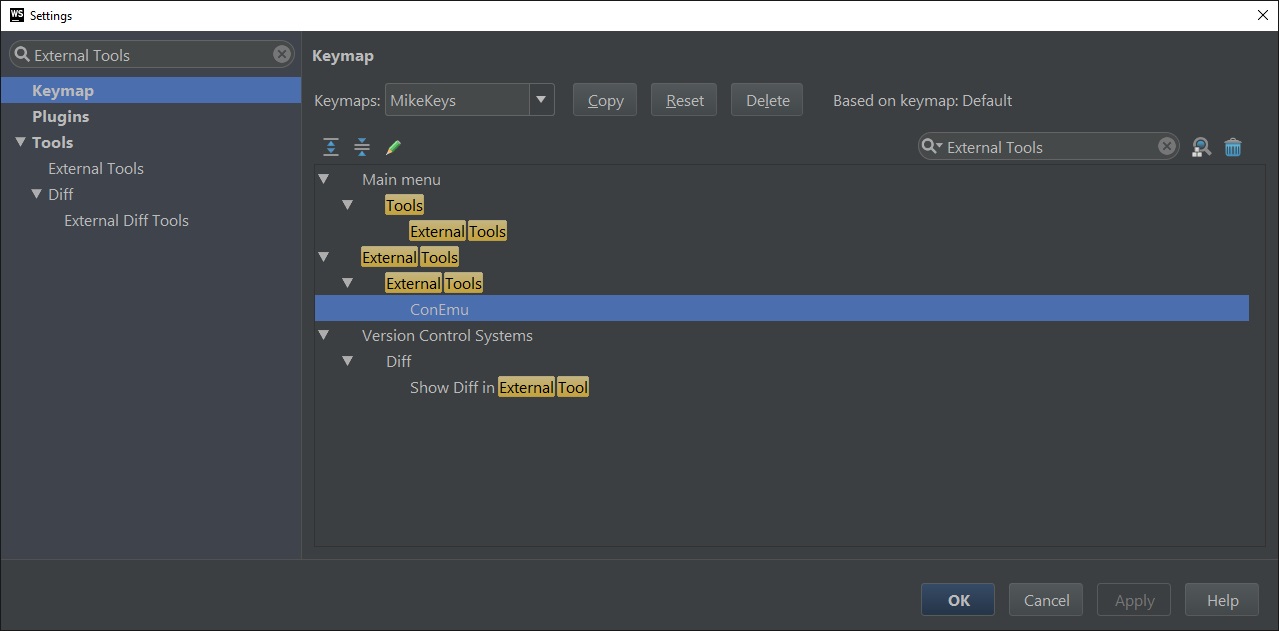 WS Settings
External Tools
Keymap
Plugins
Tools
External Tools
Diff
External Diff Tools
Keymap
Keymaps: MikeKeys Copy Reset Delete Based on keymap: Default
External Tools
Main menu
Tools
External Tools
External Tools
External Tools
ConEmu
Version Control Systems
Diff
Show Diff in External Tool
OK Cancel Apply Help